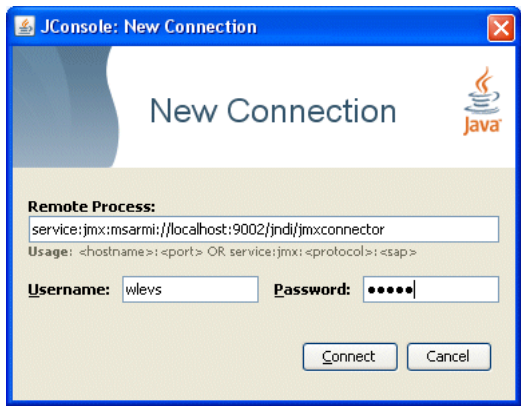 JConsole: New Connection
New Connection
Java
Remote Process:
service:jmx:msarmi://localhost:9002/jndi/jmxconnector
Usage: <hostname>:<port> OR service:jmx:<protocol>:<sap>
Username: wlevs Password: ●●●●●
Connect Cancel